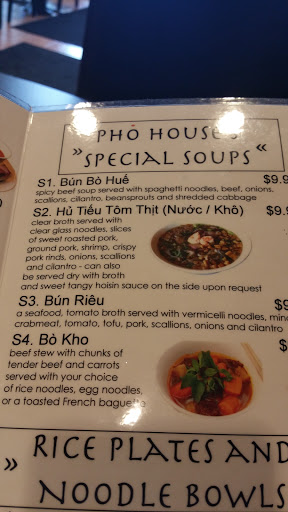 PHỞ HOUSE'S
» SPECIAL SOUPS «
S1. Bùn Bò Huế $9.
spicy beef soup served with spaghetti noodles, beef, onions,
scallions, cilantro, beansprouts and shredded cabbage
S2. Hủ Tiếu Tôm Thịt (Nước / Khô) $9.
clear broth served with
clear glass noodles, slices
of sweet roasted pork,
ground pork, shrimp, crispy
pork rinds, onions, scallions
and cilantro - can also
be served dry with broth
and sweet tangy hoisin sauce on the side upon request
S3. Bún Riêu $9
a seafood, tomato broth served with vermicelli noodles,
crabmeat, tomato, tofu, pork, scallions, onions and cilantro
S4. Bò Kho $
beef stew with chunks of
tender beef and carrots
served with your choice
of rice noodles, egg noodles,
or a toasted French baguette
» RICE PLATES AND
NOODLE BOWLS